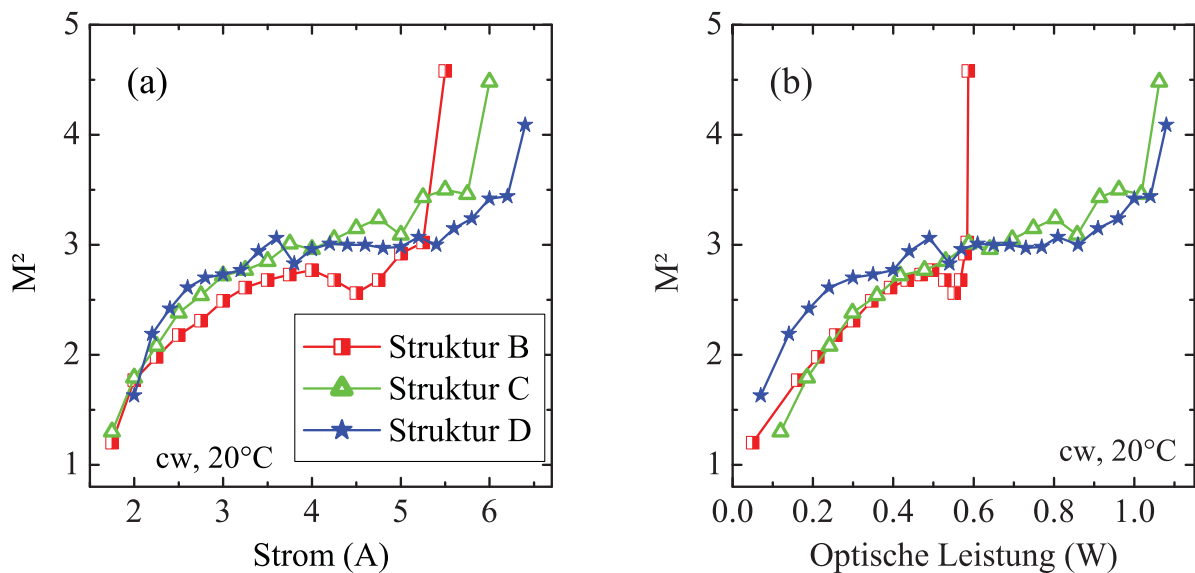 (a)
5
4
3
2
1
M²
Struktur B
Struktur C
Struktur D
cw, 20°C
2 3 4 5 6
Strom (A)
(b)
5
4
3
2
1
M²
cw, 20°C
0.0 0.2 0.4 0.6 0.8 1.0
Optische Leistung (W)